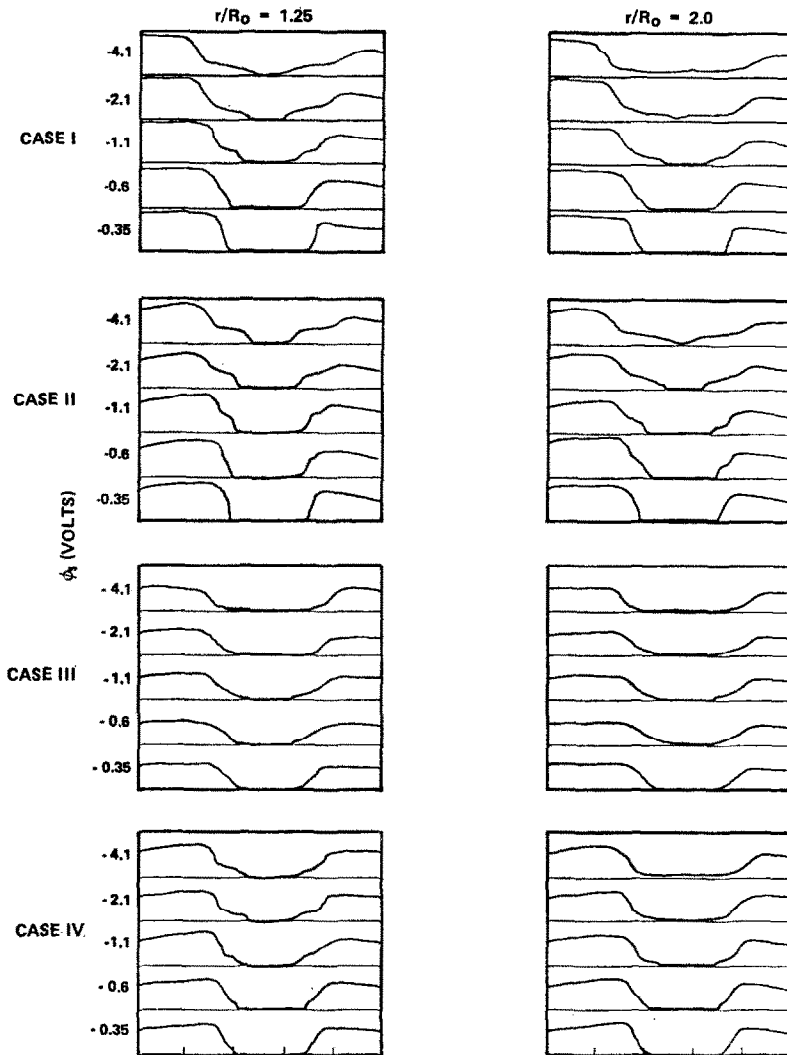 r/R₀ = 1.25
r/R₀ = 2.0
CASE I
-4.1
-2.1
-1.1
-0.6
-0.35
CASE II
-4.1
-2.1
-1.1
-0.6
-0.35
φₛ (VOLTS)
CASE III
- 4.1
- 2.1
- 1.1
- 0.6
- 0.35
CASE IV
- 4.1
- 2.1
- 1.1
- 0.6
- 0.35